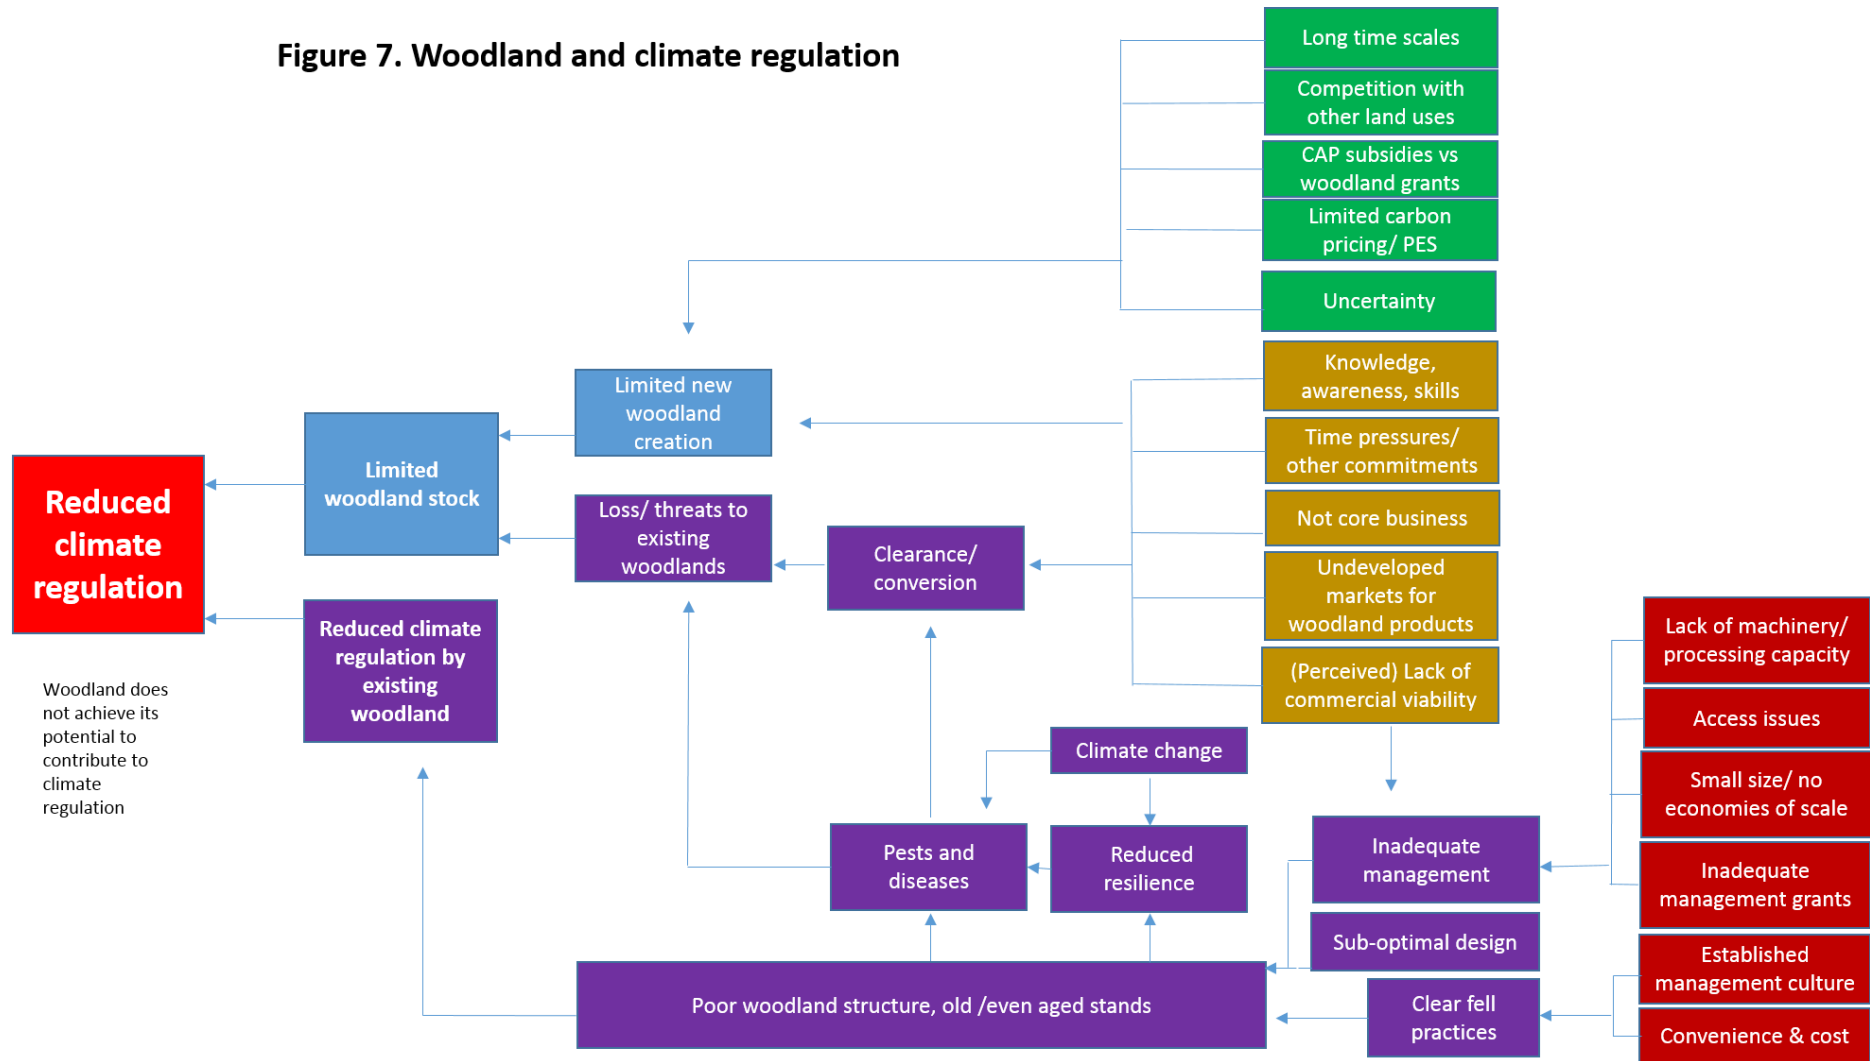 Figure 7. Woodland and climate regulation
Long time scales
Competition with
other land uses
CAP subsidies vs
woodland grants
Limited carbon
pricing/ PES
Uncertainty
Knowledge,
awareness, skills
Time pressures/
other commitments
Not core business
Undeveloped
markets for
woodland products
(Perceived) Lack of
commercial viability
Limited new
woodland
creation
Limited
woodland stock
Reduced
climate
regulation
Loss/ threats to
existing
woodlands
Clearance/
conversion
Reduced climate
regulation by
existing
woodland
Woodland does
not achieve its
potential to
contribute to
climate
regulation
Climate change
Pests and
diseases
Reduced
resilience
Inadequate
management
Sub-optimal design
Clear fell
practices
Poor woodland structure, old /even aged stands
Lack of machinery/
processing capacity
Access issues
Small size/ no
economies of scale
Inadequate
management grants
Established
management culture
Convenience & cost